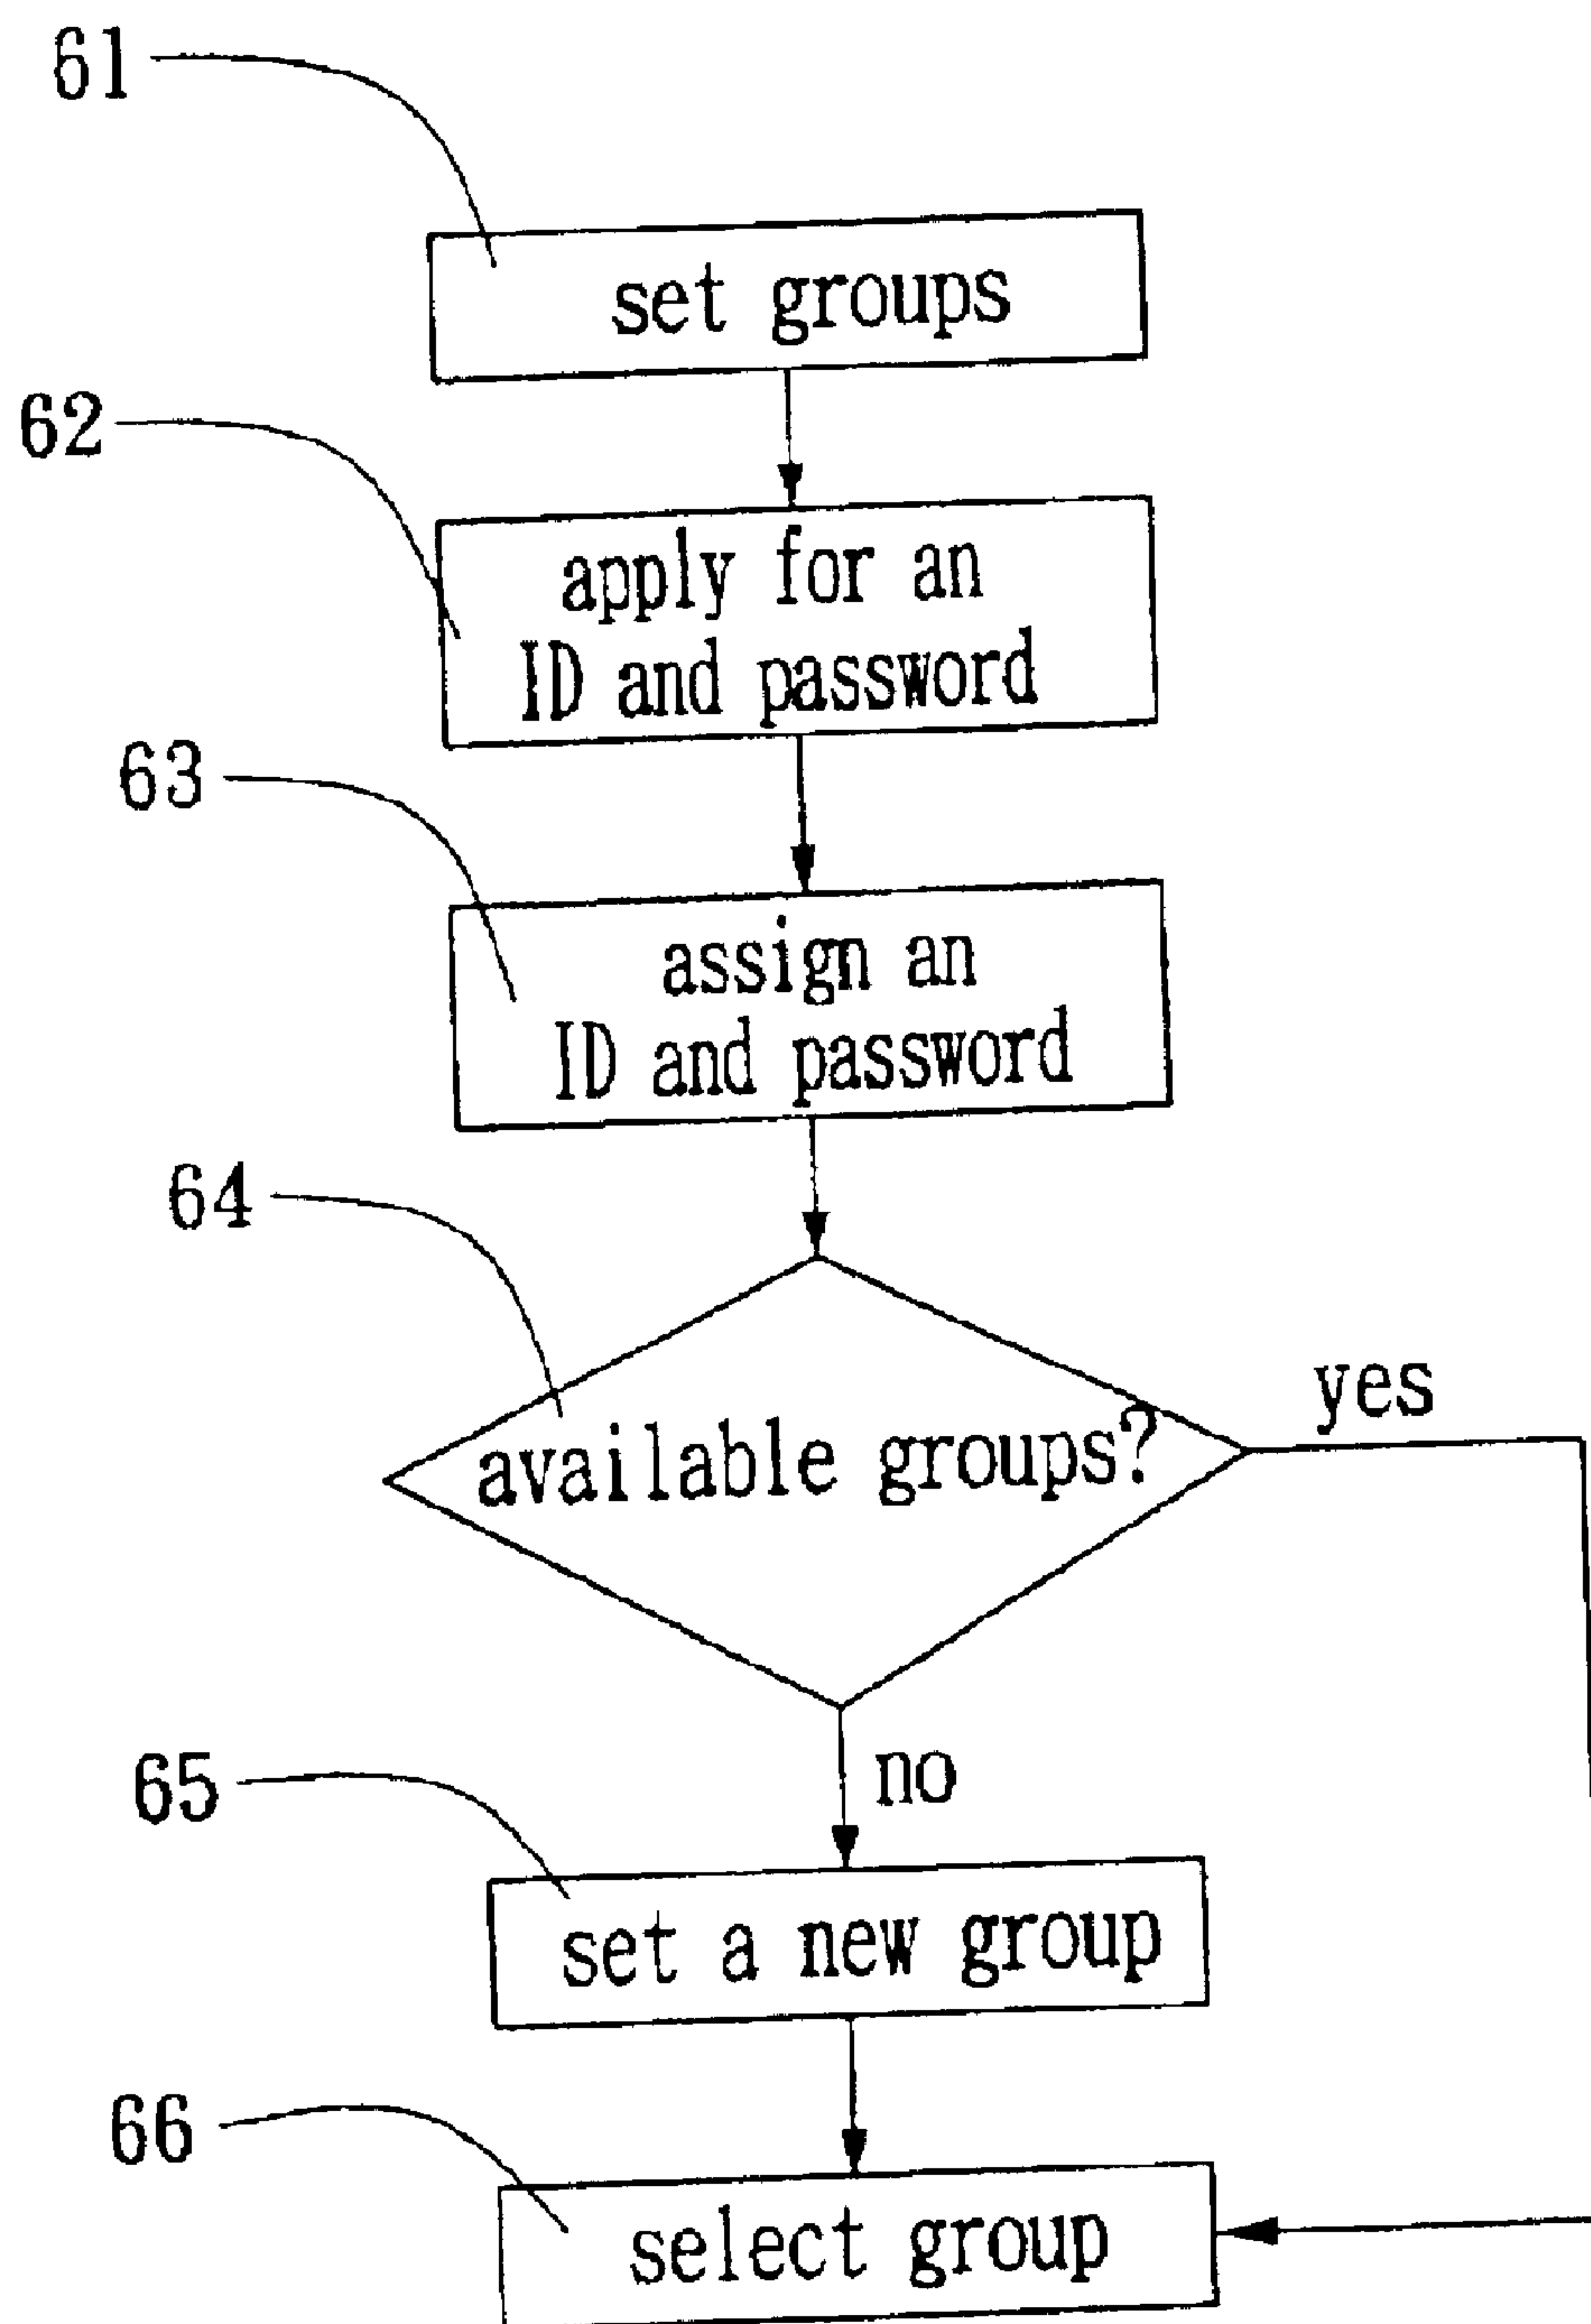 61
set groups
62
apply for an
ID and password
63
assign an
ID and password
64
available groups?
yes
no
65
set a new group
66
select group